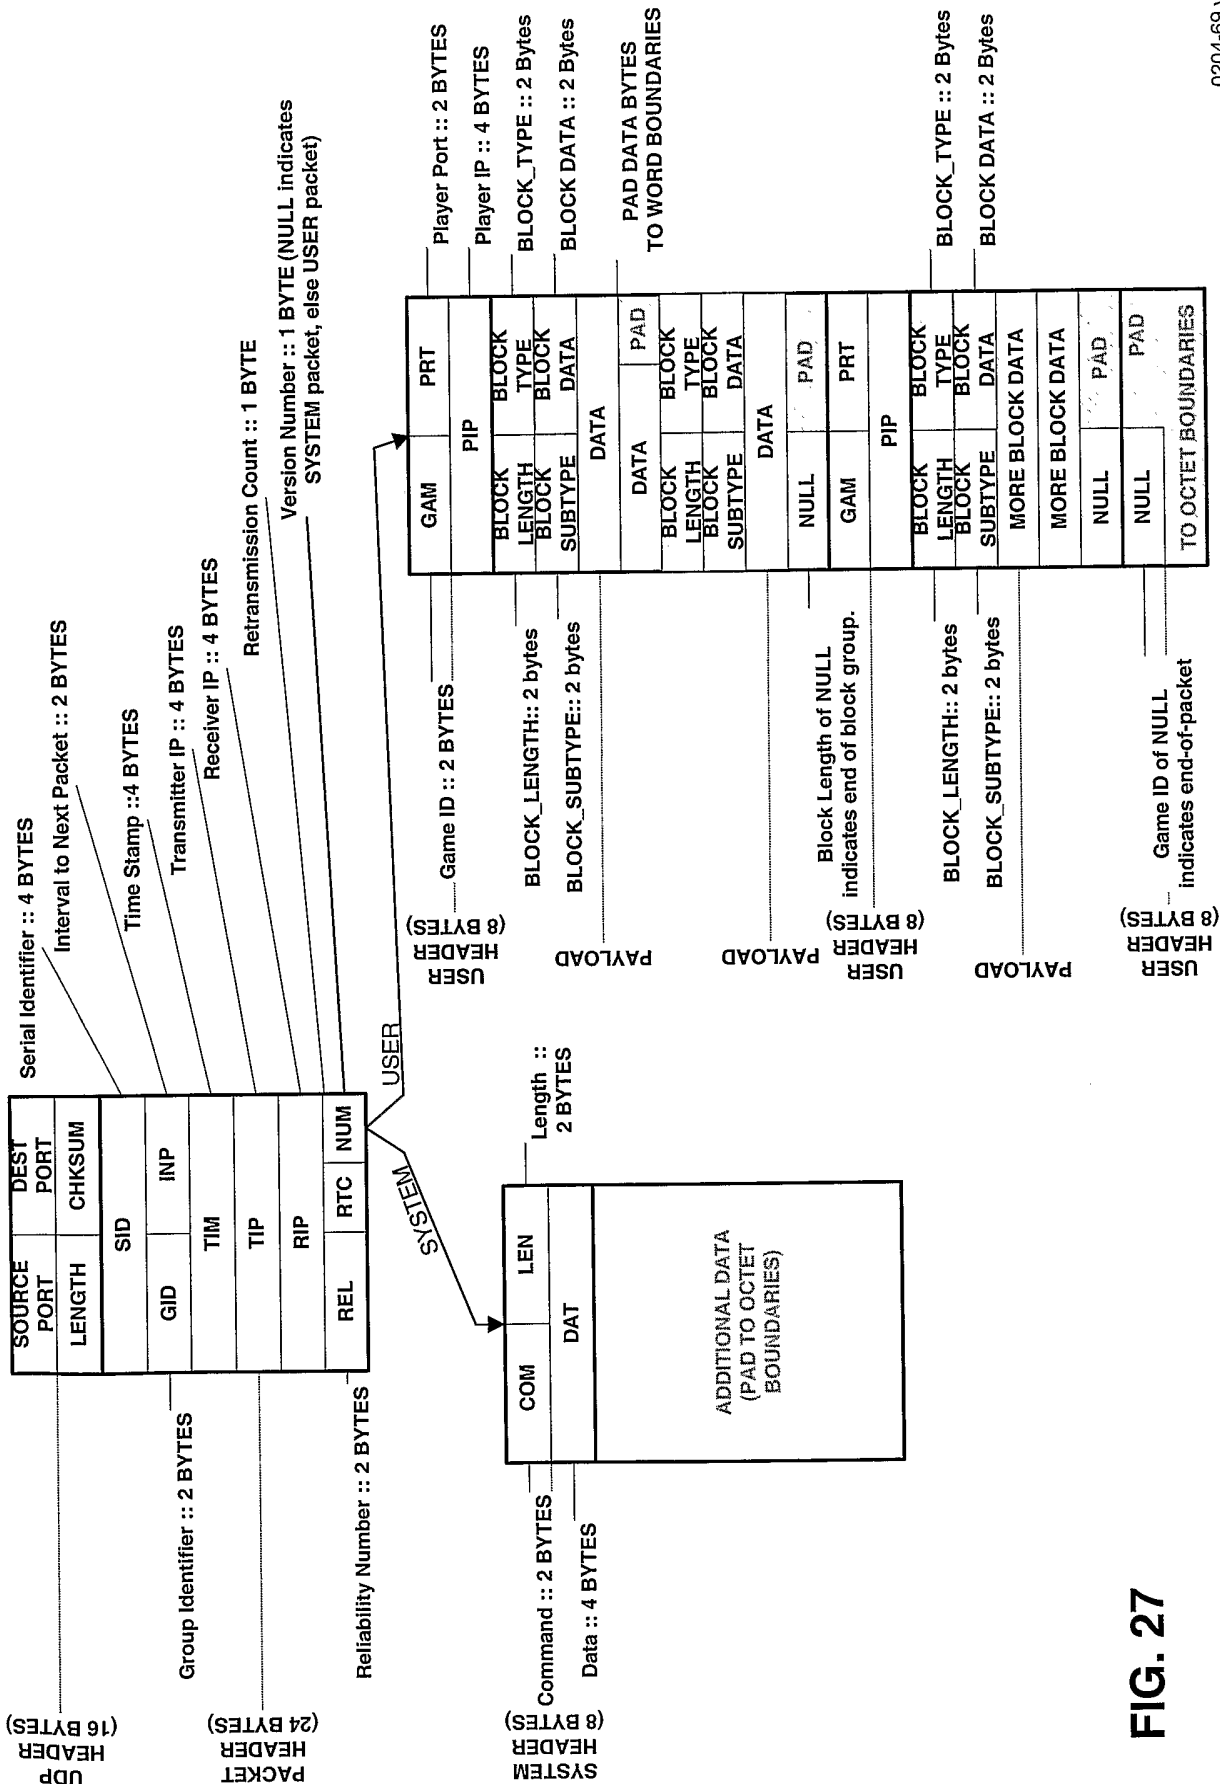 UDP
HEADER
(16 BYTES)
PACKET
HEADER
(24 BYTES)
SOURCE
PORT
DEST
PORT
LENGTH
CHKSUM
SID
GID
INP
TIM
TIP
RIP
REL
RTC
NUM
Serial Identifier :: 4 BYTES
Interval to Next Packet :: 2 BYTES
Time Stamp ::4 BYTES
Transmitter IP :: 4 BYTES
Receiver IP :: 4 BYTES
Retransmission Count :: 1 BYTE
Version Number :: 1 BYTE (NULL indicates
SYSTEM packet, else USER packet)
Group Identifier :: 2 BYTES
Reliability Number :: 2 BYTES
SYSTEM
USER
SYSTEM
HEADER
(8 BYTES)
Command :: 2 BYTES
Data :: 4 BYTES
COM
LEN
DAT
ADDITIONAL DATA
(PAD TO OCTET
BOUNDARIES)
Length ::
2 BYTES
USER
HEADER
(8 BYTES)
Game ID :: 2 BYTES
BLOCK_LENGTH:: 2 bytes
BLOCK_SUBTYPE:: 2 bytes
PAYLOAD
PAYLOAD
Block Length of NULL
indicates end of block group.
USER
HEADER
(8 BYTES)
BLOCK_LENGTH:: 2 bytes
BLOCK_SUBTYPE:: 2 bytes
PAYLOAD
Game ID of NULL
indicates end-of-packet
USER
HEADER
(8 BYTES)
GAM
PRT
PIP
BLOCK
LENGTH
BLOCK
TYPE
BLOCK
SUBTYPE
BLOCK
DATA
DATA
DATA
PAD
BLOCK
LENGTH
BLOCK
TYPE
BLOCK
SUBTYPE
BLOCK
DATA
DATA
NULL
PAD
GAM
PRT
PIP
BLOCK
LENGTH
BLOCK
TYPE
BLOCK
SUBTYPE
BLOCK
DATA
MORE BLOCK DATA
MORE BLOCK DATA
NULL
PAD
NULL
PAD
TO OCTET BOUNDARIES
Player Port :: 2 BYTES
Player IP :: 4 BYTES
BLOCK_TYPE :: 2 Bytes
BLOCK DATA :: 2 Bytes
PAD DATA BYTES
TO WORD BOUNDARIES
BLOCK_TYPE :: 2 Bytes
BLOCK DATA :: 2 Bytes
FIG. 27